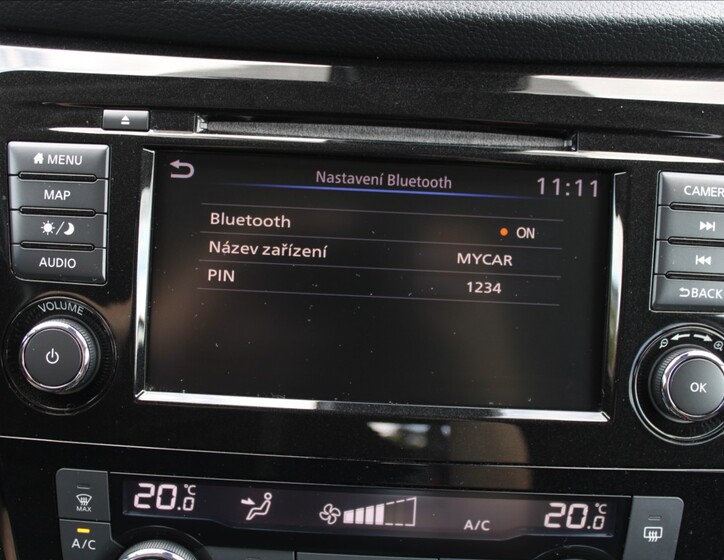 Nastavení Bluetooth
11:11
Bluetooth ON
Název zařízení MYCAR
PIN 1234
MENU
MAP
AUDIO
VOLUME
BACK
OK
20.0 °C
A/C
20.0 °C
MAX
A/C